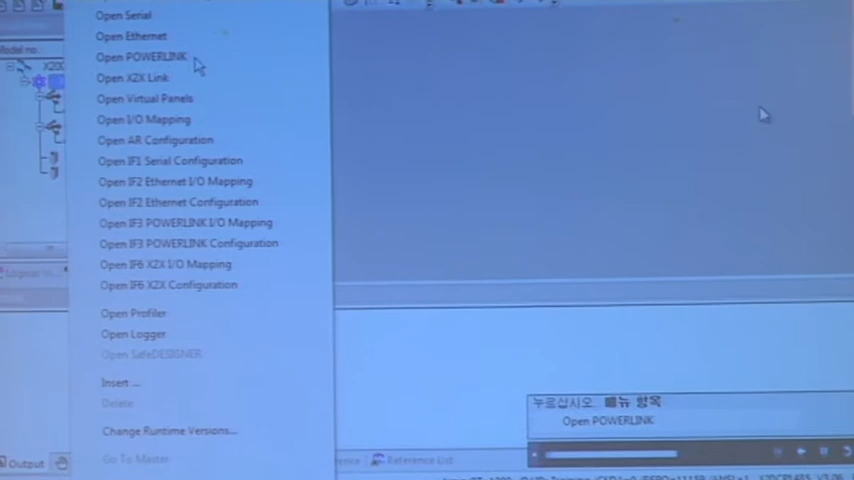 Open Serial
Open Ethernet
Open POWERLINK
Model no.
Open X2X Link
Open Virtual Panels
Open I/O Mapping
Open AR Configuration
Open IF1 Serial Configuration
Open IF2 Ethernet I/O Mapping
Open IF2 Ethernet Configuration
Open IF3 POWERLINK I/O Mapping
Open IF3 POWERLINK Configuration
Open IF6 X2X I/O Mapping
Open IF6 X2X Configuration
Open Profiler
Open Logger
Open SafeDESIGNER
Insert ...
Delete
Change Runtime Versions...
Go To Master
누르십시오. 메뉴 항목
Open POWERLINK
Output
Reference List